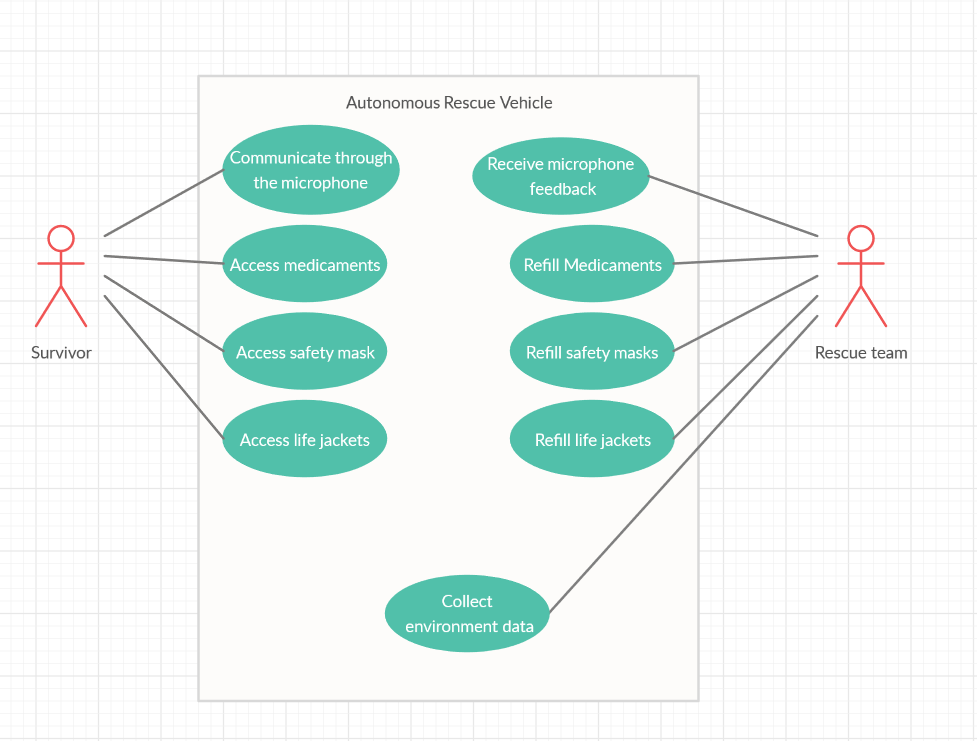 Autonomous Rescue Vehicle
Communicate through
the microphone
Receive microphone
feedback
Access medicaments
Refill Medicaments
Access safety mask
Refill safety masks
Survivor
Rescue team
Access life jackets
Refill life jackets
Collect
environment data